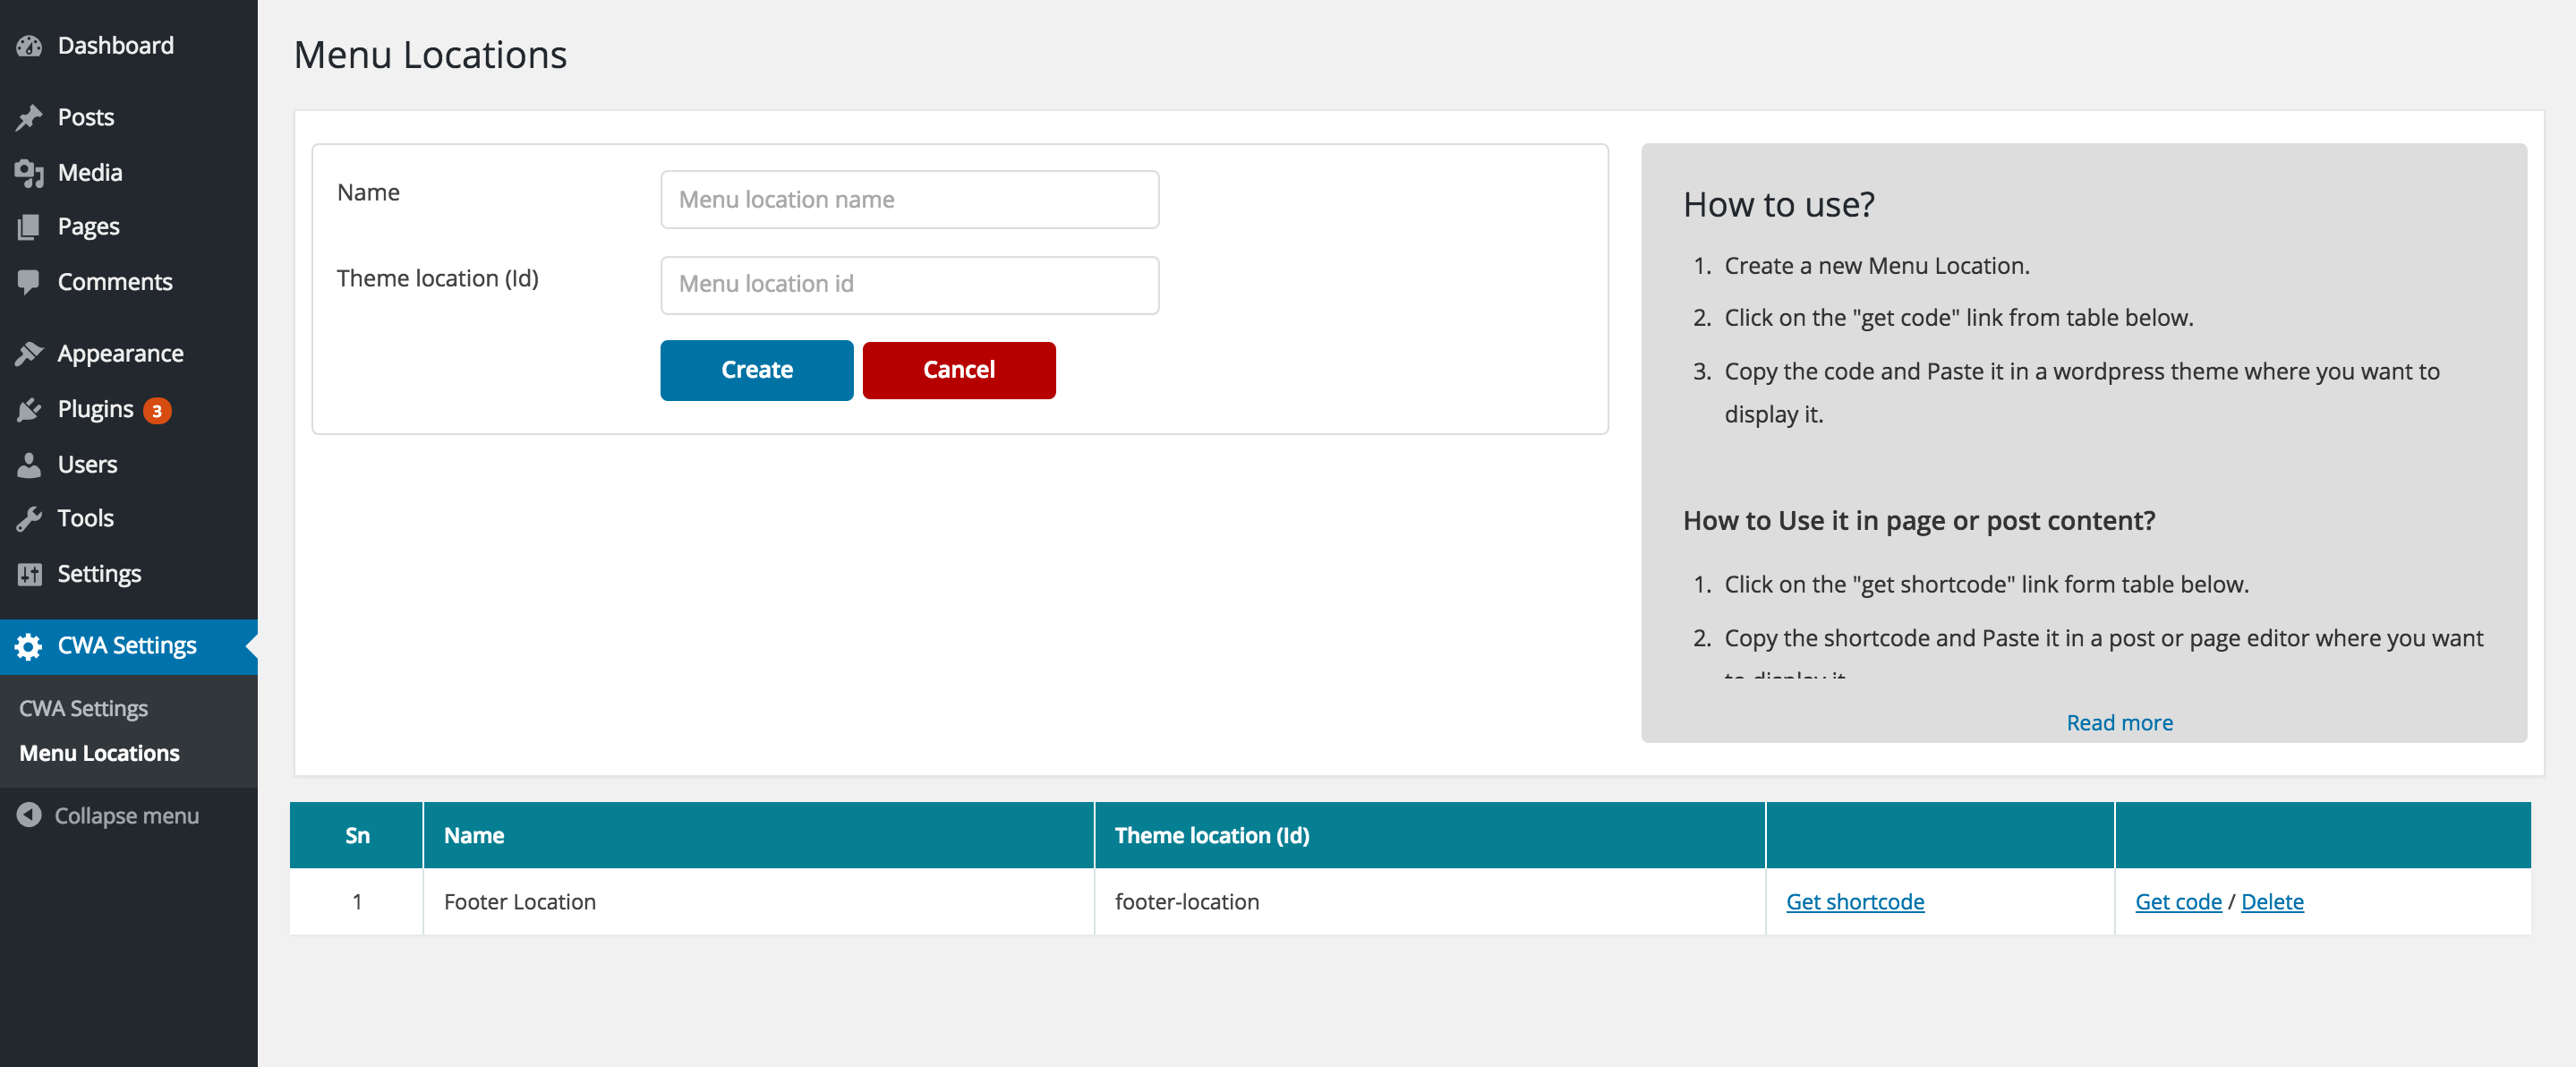 Dashboard
Posts
Media
Pages
Comments
Appearance
Plugins 3
Users
Tools
Settings
CWA Settings
CWA Settings
Menu Locations
Collapse menu
Menu Locations
Name
Menu location name
Theme location (Id)
Menu location id
Create
Cancel
How to use?
1. Create a new Menu Location.
2. Click on the "get code" link from table below.
3. Copy the code and Paste it in a wordpress theme where you want to
display it.
How to Use it in page or post content?
1. Click on the "get shortcode" link form table below.
2. Copy the shortcode and Paste it in a post or page editor where you want
to display it
Read more
Sn Name Theme location (Id)
1 Footer Location footer-location Get shortcode Get code / Delete